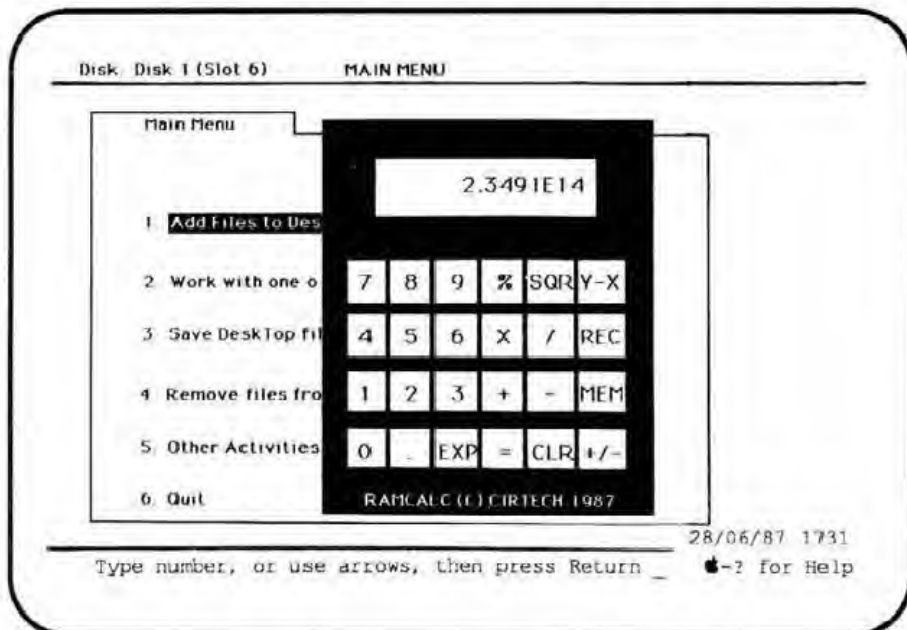 Disk: Disk 1 (Slot 6) MAIN MENU
Main Menu
2.3491E14
1. Add Files to Des
2. Work with one o
3. Save DeskTop fil
4. Remove files fro
5. Other Activities
6. Quit
7 8 9 % SQR Y-X
4 5 6 X / REC
1 2 3 + - MEM
0 . EXP = CLR +/-
RAMCALC (C) CIRTECH 1987
28/06/87 1731
Type number, or use arrows, then press Return _ -? for Help